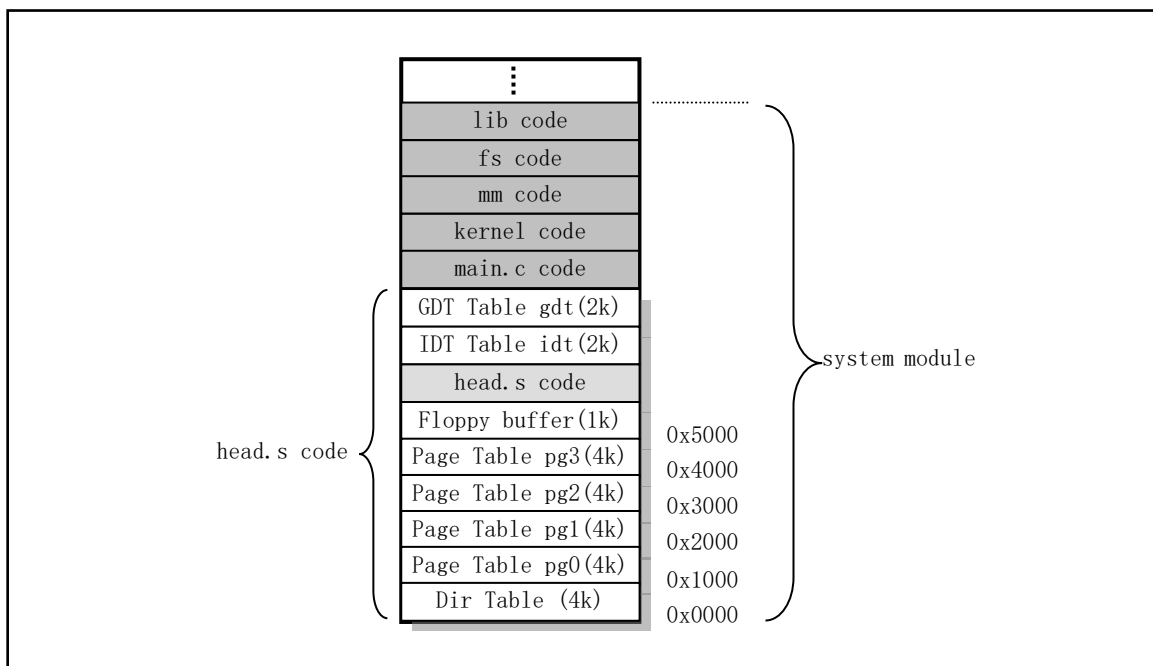 lib code
fs code
mm code
kernel code
main.c code
GDT Table gdt(2k)
IDT Table idt(2k)
head.s code
Floppy buffer(1k)
Page Table pg3(4k)
Page Table pg2(4k)
Page Table pg1(4k)
Page Table pg0(4k)
Dir Table (4k)
head.s code
0x5000
0x4000
0x3000
0x2000
0x1000
0x0000
system module